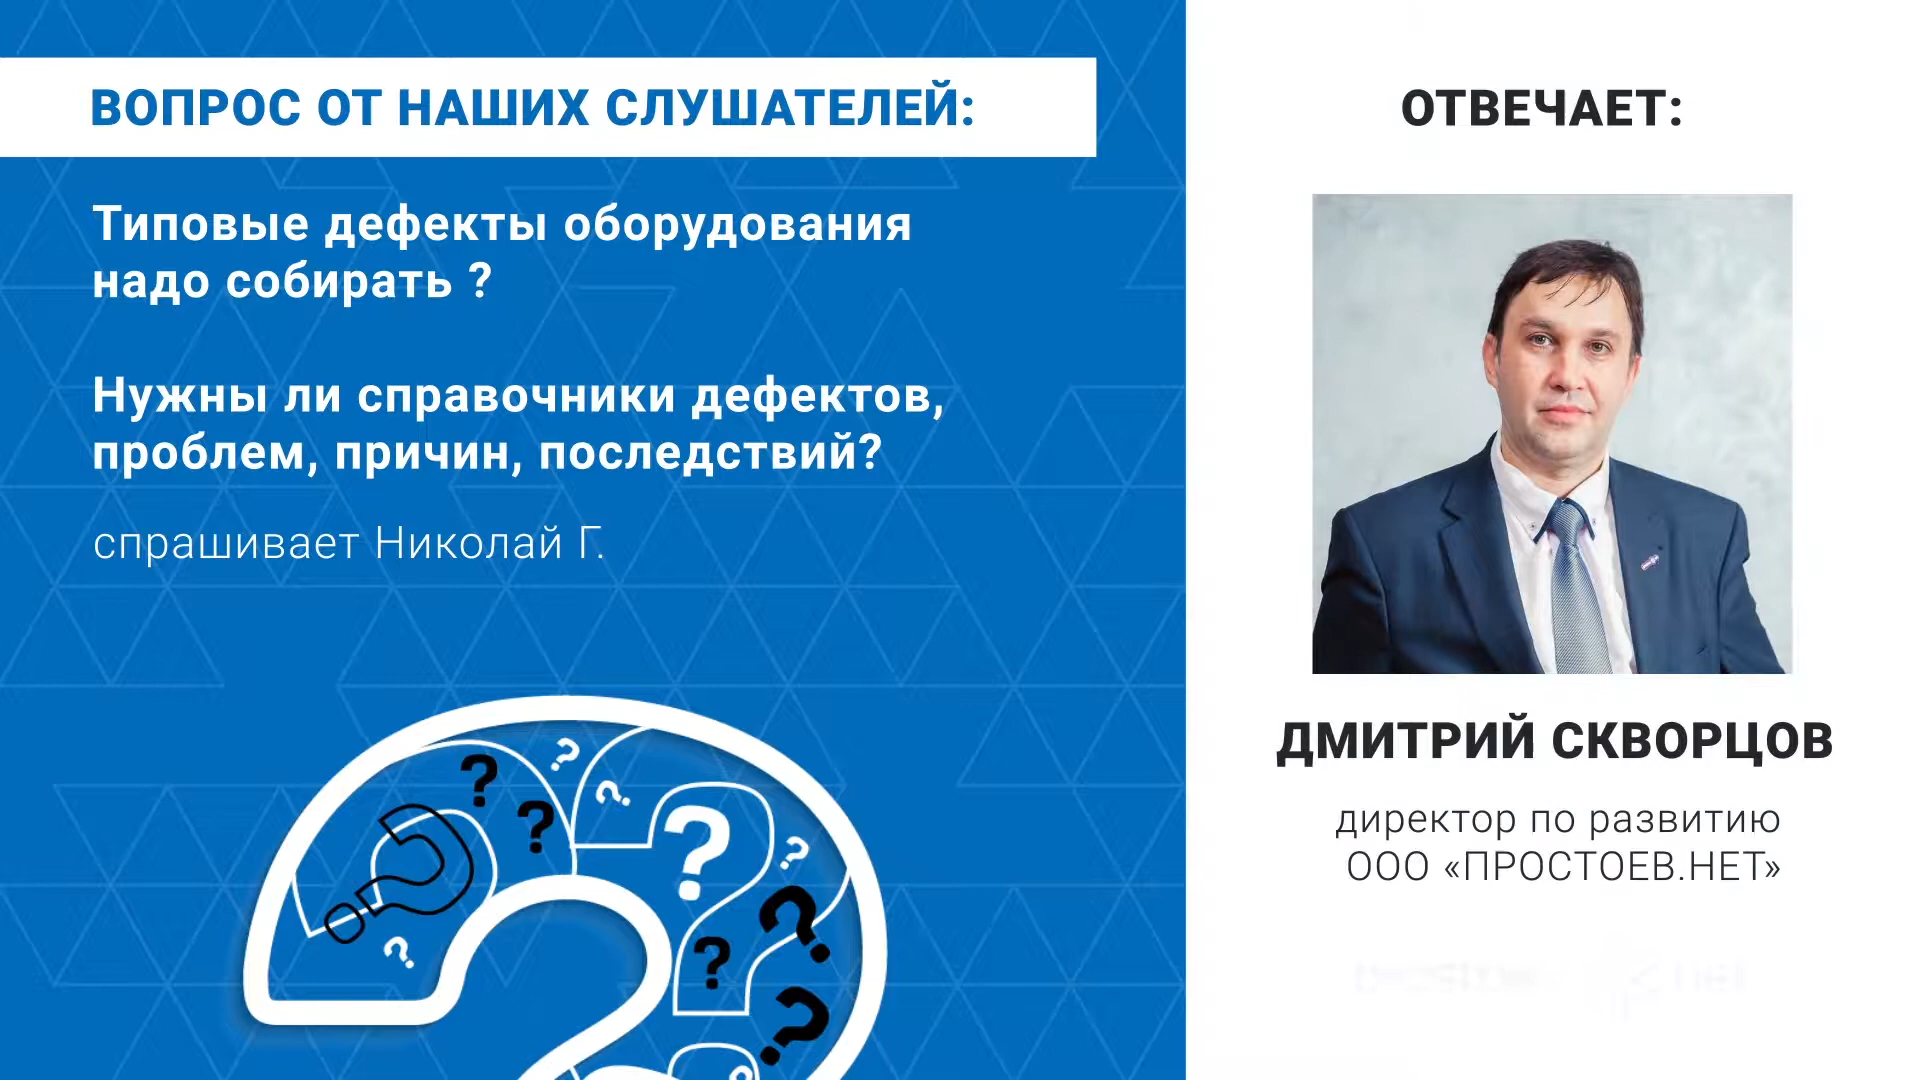 ВОПРОС ОТ НАШИХ СЛУШАТЕЛЕЙ:
Типовые дефекты оборудования
надо собирать ?
Нужны ли справочники дефектов,
проблем, причин, последствий?
спрашивает Николай Г.
ОТВЕЧАЕТ:
ДМИТРИЙ СКВОРЦОВ
директор по развитию
ООО «ПРОСТОЕВ.НЕТ»